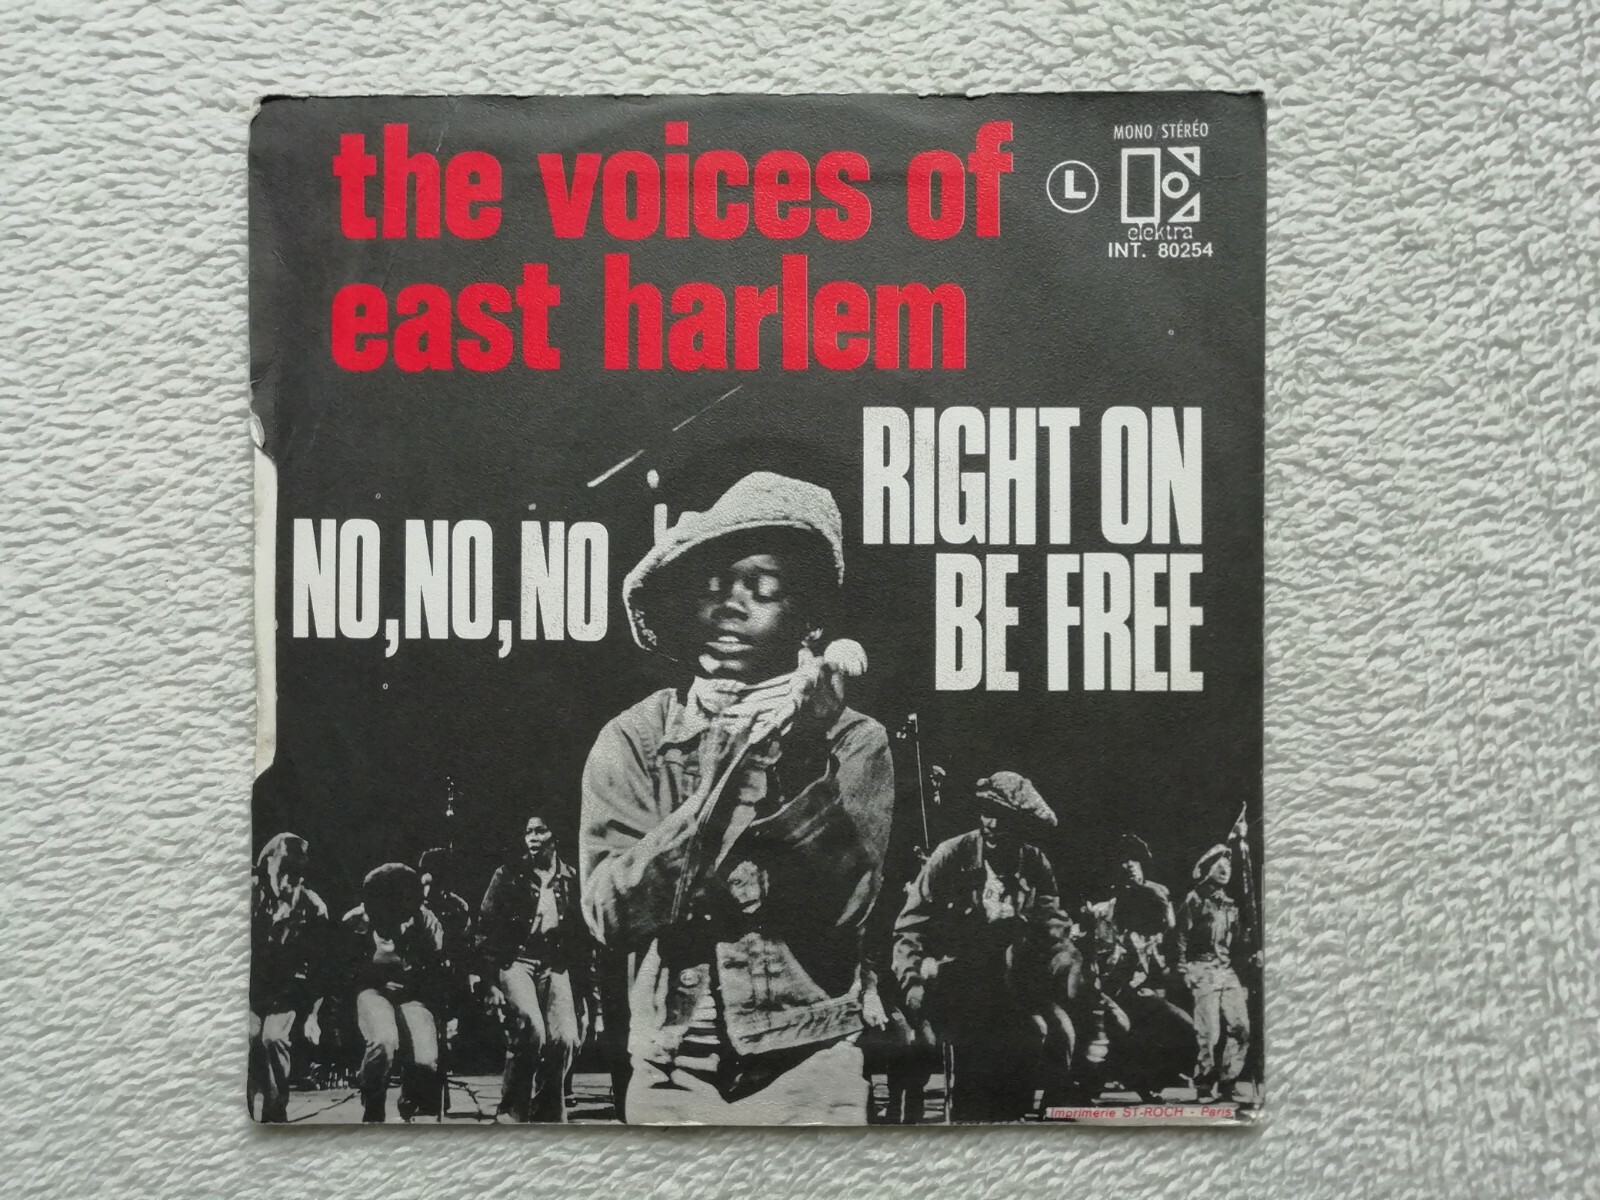 the voices of
east harlem
MONO/STÉRÉO
L
elektra
INT. 80254
RIGHT ON
BE FREE
NO, NO, NO
Imprimerie ST-ROCH - Paris